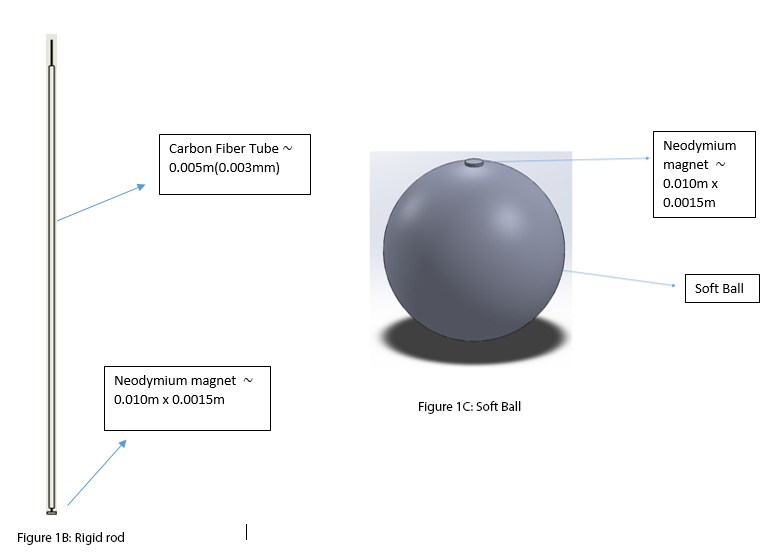 Carbon Fiber Tube ~
0.005m(0.003mm)
Neodymium magnet ~
0.010m x 0.0015m
Figure 1B: Rigid rod
Neodymium
magnet ~
0.010m x
0.0015m
Soft Ball
Figure 1C: Soft Ball